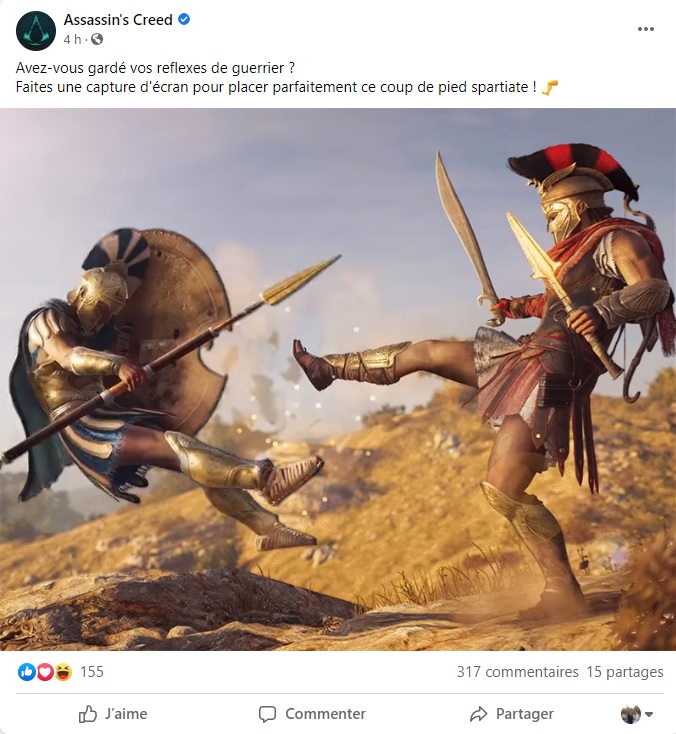 Assassin's Creed
4 h ·
Avez-vous gardé vos reflexes de guerrier ?
Faites une capture d'écran pour placer parfaitement ce coup de pied spartiate !
155
317 commentaires 15 partages
J'aime
Commenter
Partager